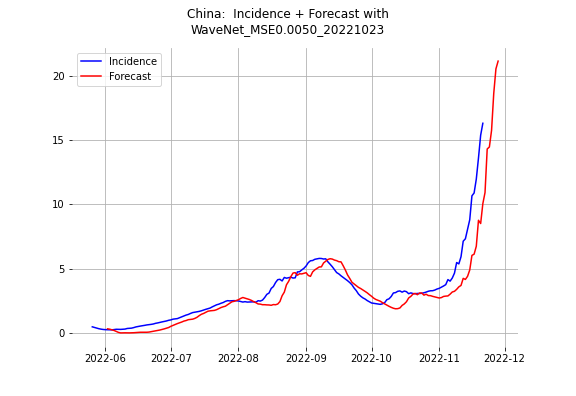 China:  Incidence + Forecast with
WaveNet_MSE0.0050_20221023
Incidence
Forecast
20
15
10
5
0
2022-06 2022-07 2022-08 2022-09 2022-10 2022-11 2022-12